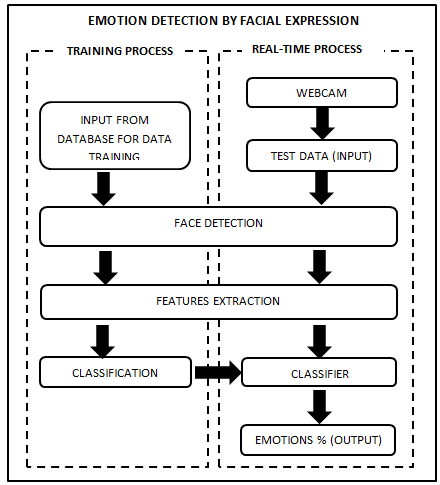 EMOTION DETECTION BY FACIAL EXPRESSION
TRAINING PROCESS
REAL-TIME PROCESS
INPUT FROM
DATABASE FOR DATA
TRAINING
WEBCAM
TEST DATA (INPUT)
FACE DETECTION
FEATURES EXTRACTION
CLASSIFICATION
CLASSIFIER
EMOTIONS % (OUTPUT)